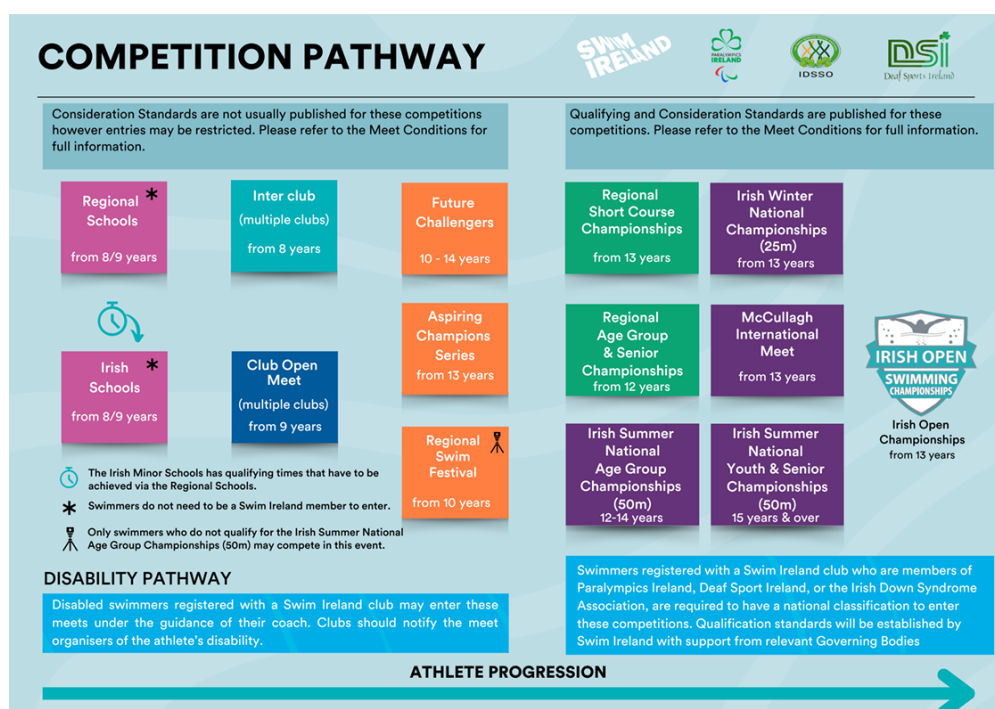 COMPETITION PATHWAY
SWIM
IRELAND
PARALYMPICS
IRELAND
IDSSO
DSi
Deaf Sports Ireland
Consideration Standards are not usually published for these competitions
however entries may be restricted. Please refer to the Meet Conditions for
full information.
Qualifying and Consideration Standards are published for these
competitions. Please refer to the Meet Conditions for full information.
Regional
Schools
from 8/9 years
Inter club
(multiple clubs)
from 8 years
Future
Challengers
10 - 14 years
Regional
Short Course
Championships
from 13 years
Irish Winter
National
Championships
(25m)
from 13 years
Irish
Schools
from 8/9 years
Club Open
Meet
(multiple clubs)
from 9 years
Aspiring
Champions
Series
from 13 years
Regional
Age Group
& Senior
Championships
from 12 years
McCullagh
International
Meet
from 13 years
IRISH OPEN
SWIMMING
CHAMPIONSHIPS
Irish Open
Championships
from 13 years
Regional
Swim
Festival
from 10 years
Irish Summer
National
Age Group
Championships
(50m)
12-14 years
Irish Summer
National
Youth & Senior
Championships
(50m)
15 years & over
The Irish Minor Schools has qualifying times that have to be
achieved via the Regional Schools.
Swimmers do not need to be a Swim Ireland member to enter.
Only swimmers who do not qualify for the Irish Summer National
Age Group Championships (50m) may compete in this event.
DISABILITY PATHWAY
Disabled swimmers registered with a Swim Ireland club may enter these
meets under the guidance of their coach. Clubs should notify the meet
organisers of the athlete's disability.
Swimmers registered with a Swim Ireland club who are members of
Paralympics Ireland, Deaf Sport Ireland, or the Irish Down Syndrome
Association, are required to have a national classification to enter
these competitions. Qualification standards will be established by
Swim Ireland with support from relevant Governing Bodies
ATHLETE PROGRESSION